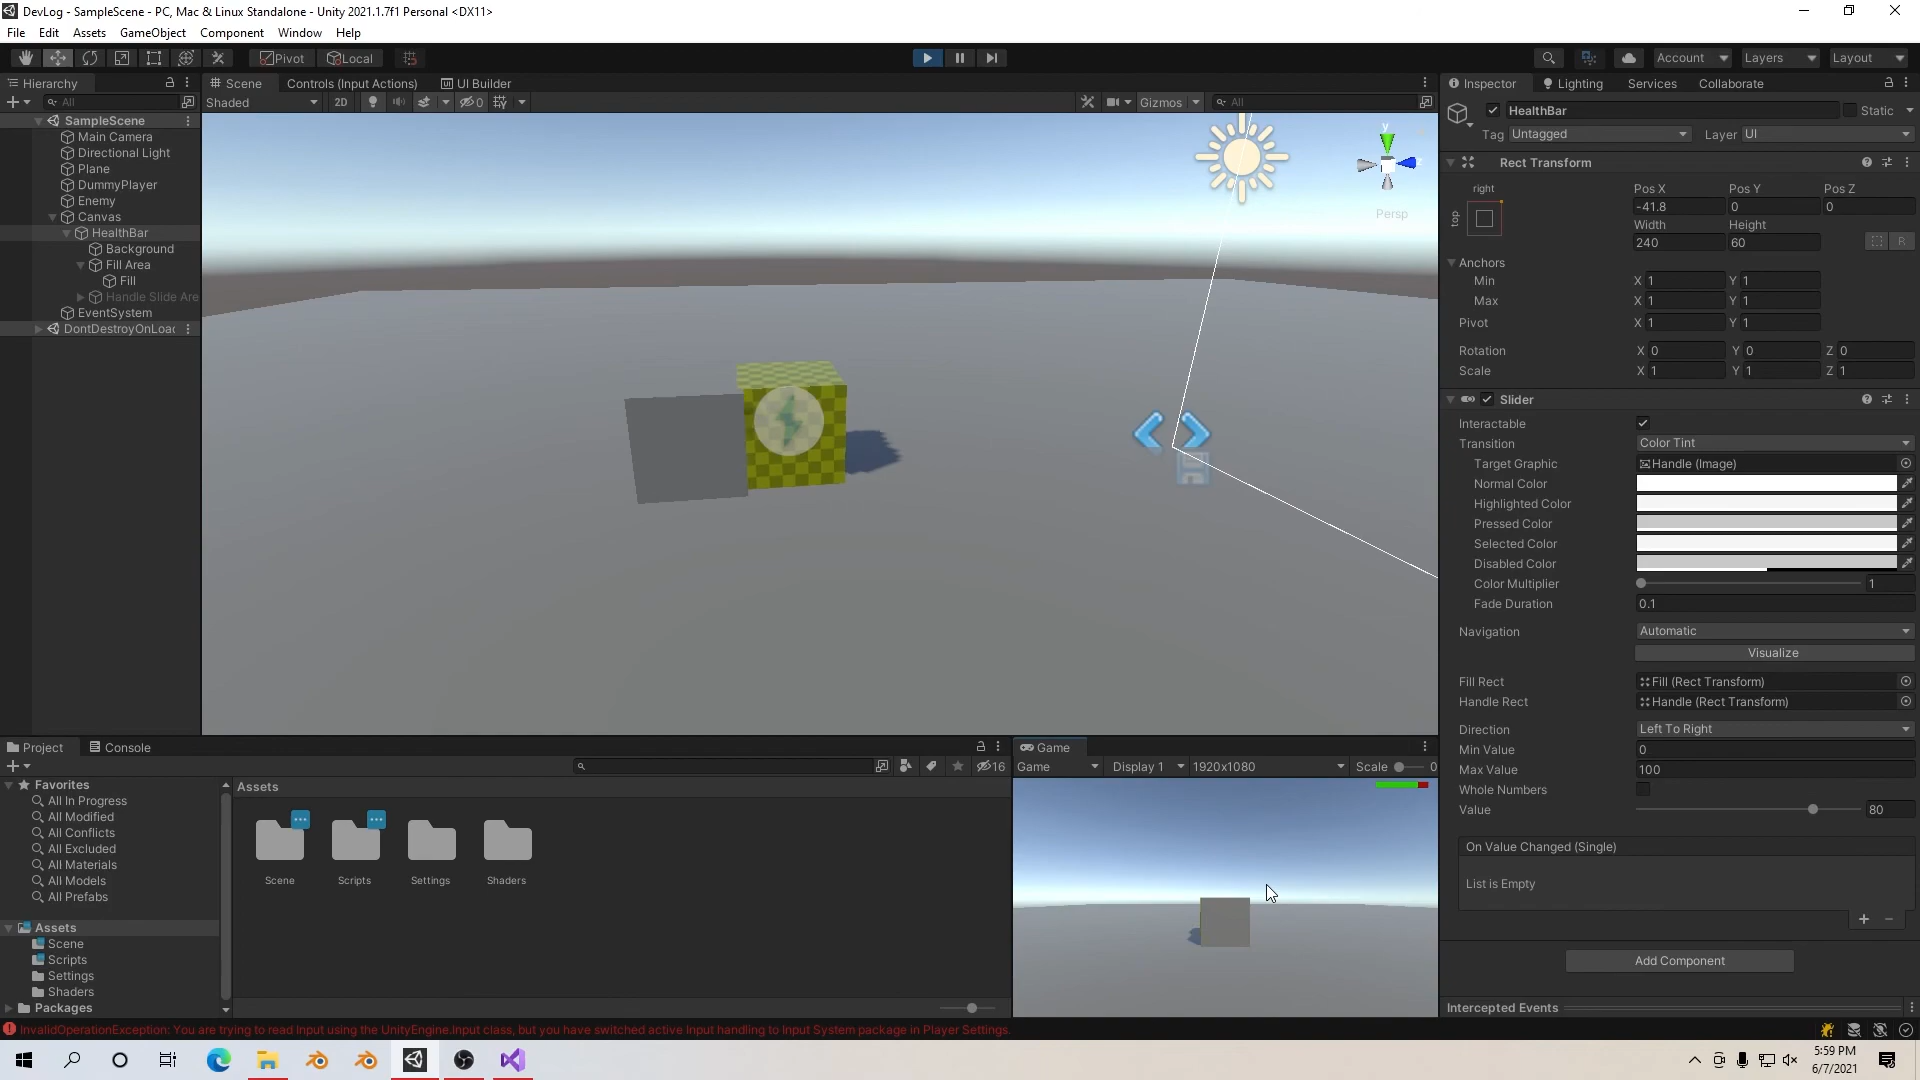 DevLog - SampleScene - PC, Mac & Linux Standalone - Unity 2021.1.7f1 Personal <DX11>
File Edit Assets GameObject Component Window Help
Pivot Local Account Layers Layout
Hierarchy
All
SampleScene
Main Camera
Directional Light
Plane
DummyPlayer
Enemy
Canvas
HealthBar
Background
Fill Area
Fill
Handle Slide Are
EventSystem
DontDestroyOnLoad
Scene Controls (Input Actions) UI Builder
Shaded 2D 0 Gizmos All
y
Persp
Inspector Lighting Services Collaborate
HealthBar Static
Tag Untagged Layer UI
Rect Transform
right
top
Pos X Pos Y Pos Z
-41.8 0 0
Width Height
240 60
R
Anchors
Min X 1 Y 1
Max X 1 Y 1
Pivot X 1 Y 1
Rotation X 0 Y 0 Z 0
Scale X 1 Y 1 Z 1
Slider
Interactable
Transition Color Tint
Target Graphic Handle (Image)
Normal Color
Highlighted Color
Pressed Color
Selected Color
Disabled Color
Color Multiplier 1
Fade Duration 0.1
Navigation Automatic
Visualize
Fill Rect Fill (Rect Transform)
Handle Rect Handle (Rect Transform)
Direction Left To Right
Min Value 0
Max Value 100
Whole Numbers
Value 80
On Value Changed (Single)
List is Empty
Add Component
Intercepted Events
Project Console
16
Favorites
All In Progress
All Modified
All Conflicts
All Excluded
All Materials
All Models
All Prefabs
Assets
Scene
Scripts
Settings
Shaders
Packages
Assets
Scene Scripts Settings Shaders
Game
Game Display 1 1920x1080 Scale 0
InvalidOperationException: You are trying to read Input using the UnityEngine.Input class, but you have switched active Input handling to Input System package in Player Settings.
5:59 PM
6/7/2021